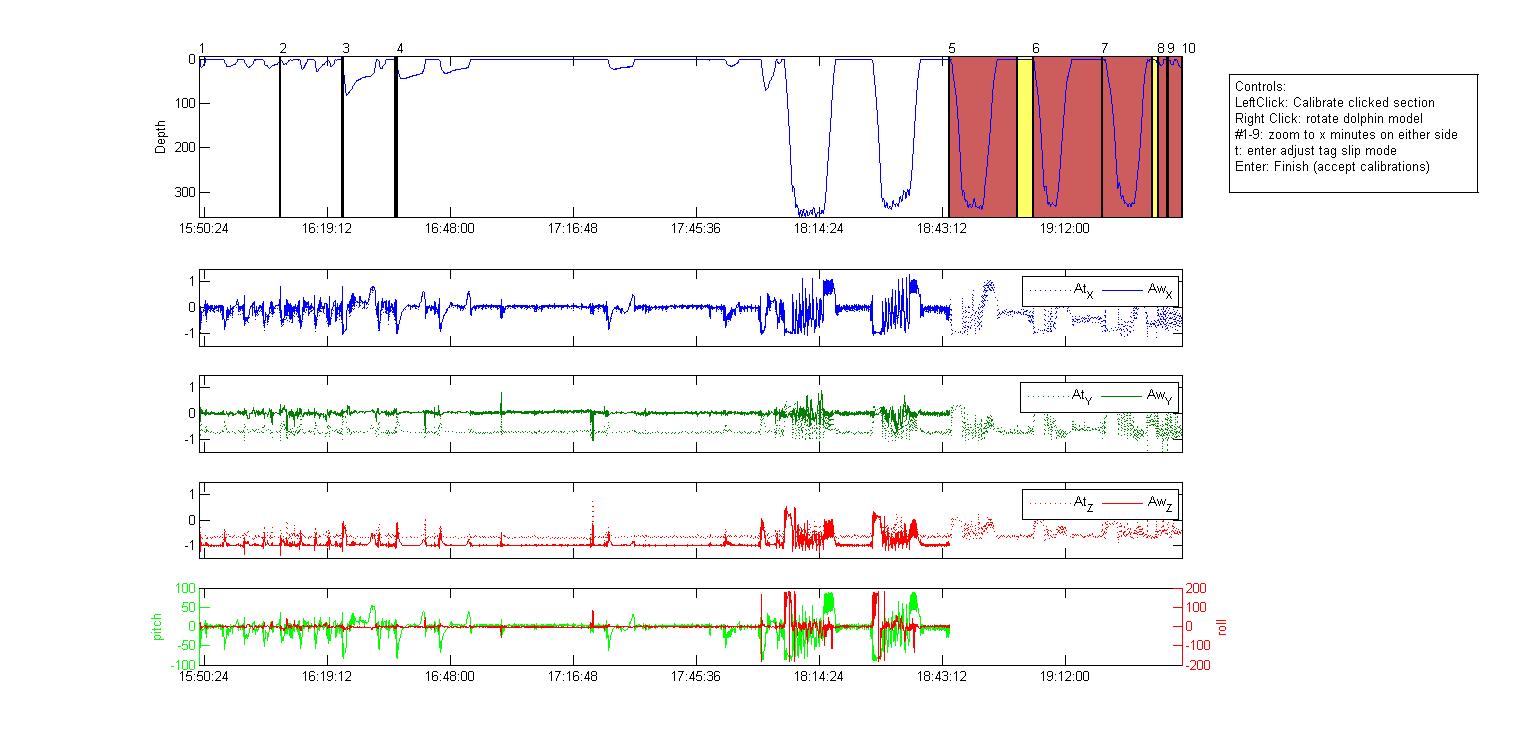 1 2 3 4 5 6 7 8 9 10
0
100
200
300
Depth
15:50:24 16:19:12 16:48:00 17:16:48 17:45:36 18:14:24 18:43:12 19:12:00
Controls:
LeftClick: Calibrate clicked section
Right Click: rotate dolphin model
#1-9: zoom to x minutes on either side
t: enter adjust tag slip mode
Enter: Finish (accept calibrations)
1
0
-1
AtX AwX
1
0
-1
AtY AwY
1
0
-1
AtZ AwZ
100
50
0
-50
-100
pitch
200
100
0
-100
-200
roll
15:50:24 16:19:12 16:48:00 17:16:48 17:45:36 18:14:24 18:43:12 19:12:00